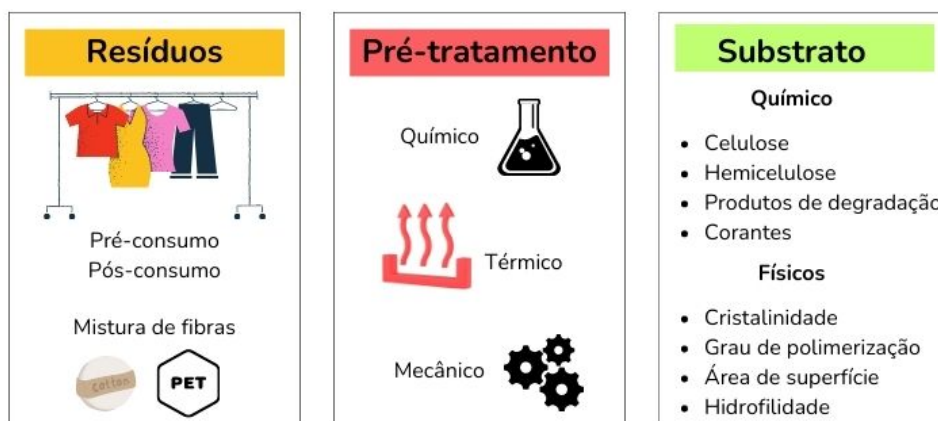 Resíduos
Pré-consumo
Pós-consumo
Mistura de fibras
cotton
PET
Pré-tratamento
Químico
Térmico
Mecânico
Substrato
Químico
Celulose
Hemicelulose
Produtos de degradação
Corantes
Físicos
Cristalinidade
Grau de polimerização
Área de superfície
Hidrofilidade